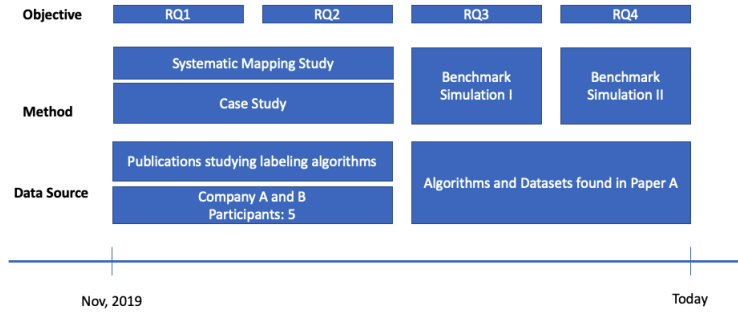 Objective
RQ1
RQ2
RQ3
RQ4
Method
Systematic Mapping Study
Case Study
Benchmark
Simulation I
Benchmark
Simulation II
Data Source
Publications studying labeling algorithms
Company A and B
Participants: 5
Algorithms and Datasets found in Paper A
Nov, 2019
Today